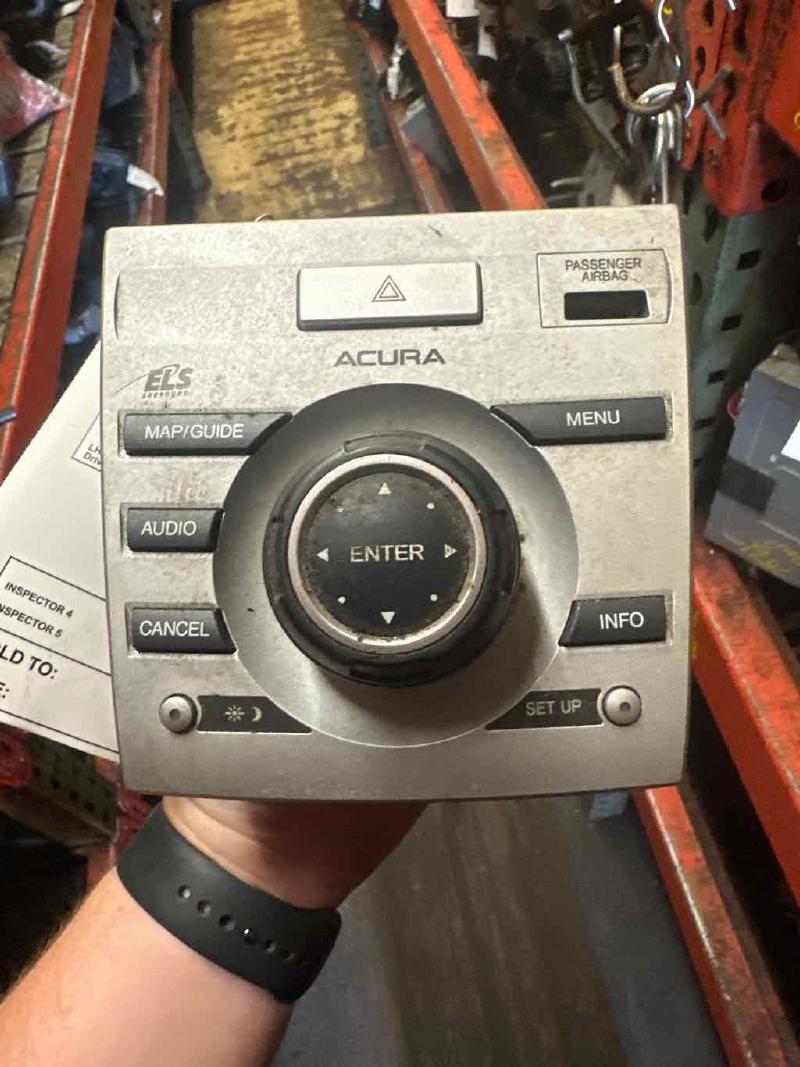 PASSENGER
AIRBAG
ACURA
ELS
SURROUND
MAP/GUIDE
MENU
AUDIO
ENTER
CANCEL
INFO
SET UP
INSPECTOR 4
NSPECTOR 5
LD TO:
E: